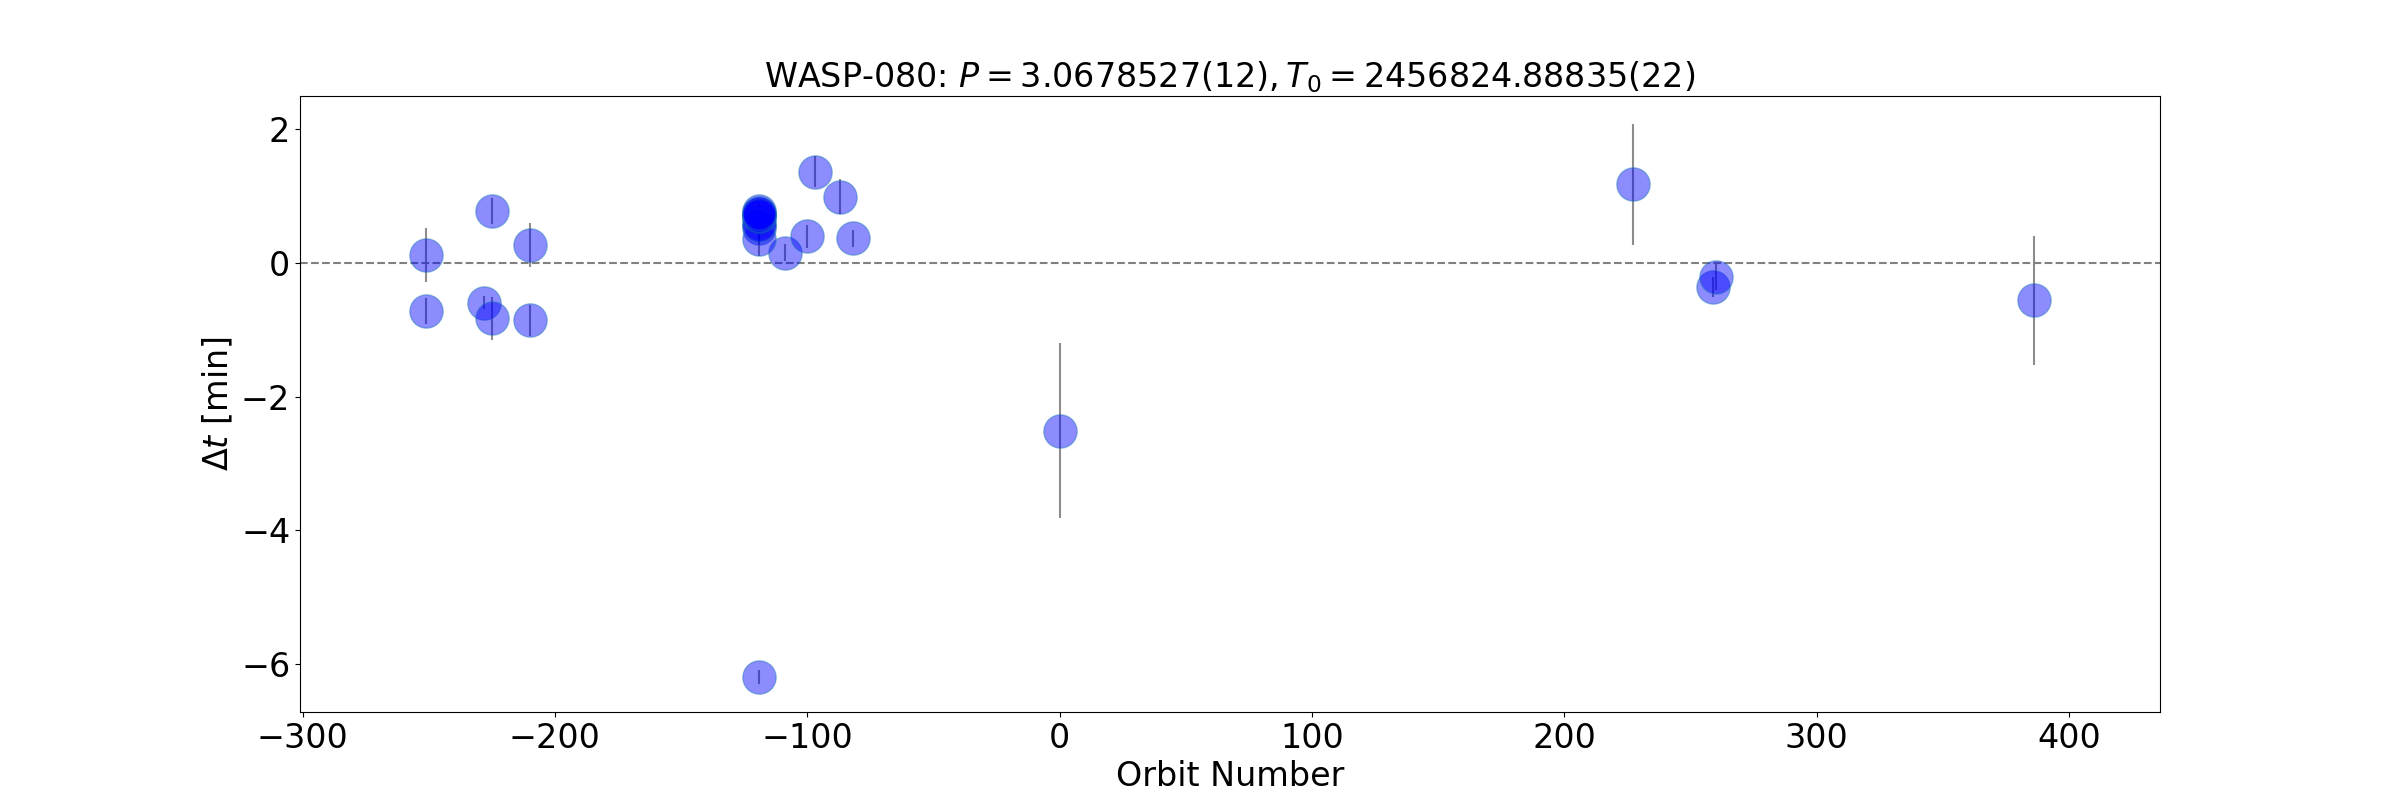 WASP-080: P = 3.0678527(12), T₀ = 2456824.88835(22)
2
0
−2
−4
−6
Δt [min]
−300 −200 −100 0 100 200 300 400
Orbit Number